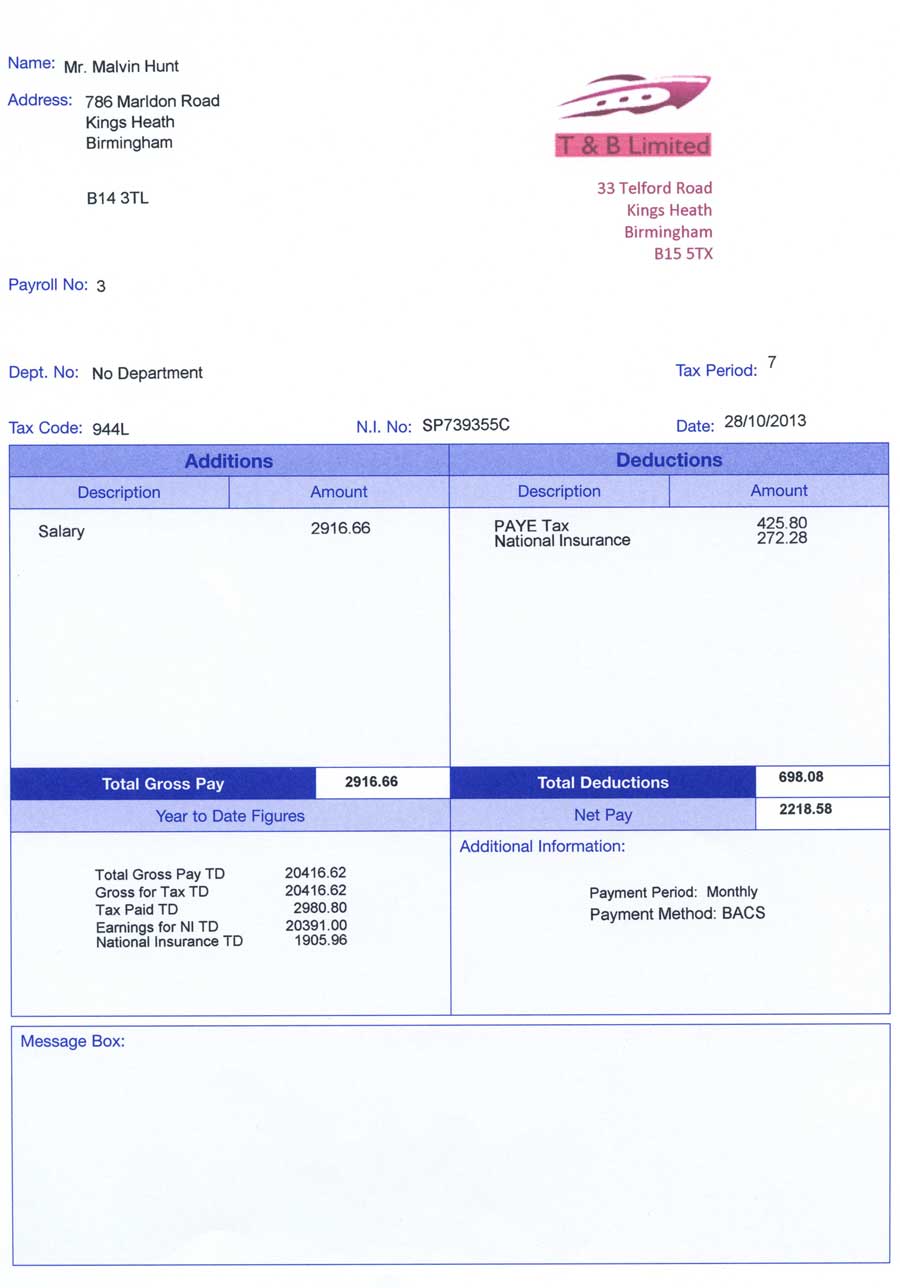 Name: Mr. Malvin Hunt
Address: 786 Marldon Road
Kings Heath
Birmingham
B14 3TL
T & B Limited
33 Telford Road
Kings Heath
Birmingham
B15 5TX
Payroll No: 3
Dept. No: No Department
Tax Period: 7
Tax Code: 944L
N.I. No: SP739355C
Date: 28/10/2013
Additions
Deductions
Description Amount
Description Amount
Salary 2916.66
PAYE Tax 425.80
National Insurance 272.28
Total Gross Pay 2916.66
Total Deductions 698.08
Year to Date Figures
Net Pay 2218.58
Total Gross Pay TD 20416.62
Gross for Tax TD 20416.62
Tax Paid TD 2980.80
Earnings for NI TD 20391.00
National Insurance TD 1905.96
Additional Information:
Payment Period: Monthly
Payment Method: BACS
Message Box: